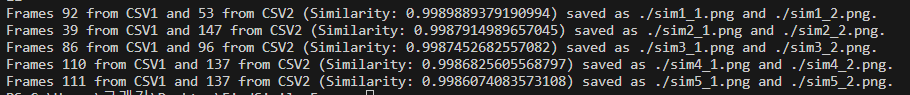 Frames 92 from CSV1 and 53 from CSV2 (Similarity: 0.9989889379190994) saved as ./sim1_1.png and ./sim1_2.png.
Frames 39 from CSV1 and 147 from CSV2 (Similarity: 0.9987914989657045) saved as ./sim2_1.png and ./sim2_2.png.
Frames 86 from CSV1 and 96 from CSV2 (Similarity: 0.9987452682557082) saved as ./sim3_1.png and ./sim3_2.png.
Frames 110 from CSV1 and 137 from CSV2 (Similarity: 0.9986825605568797) saved as ./sim4_1.png and ./sim4_2.png.
Frames 111 from CSV1 and 137 from CSV2 (Similarity: 0.9986074083573108) saved as ./sim5_1.png and ./sim5_2.png.